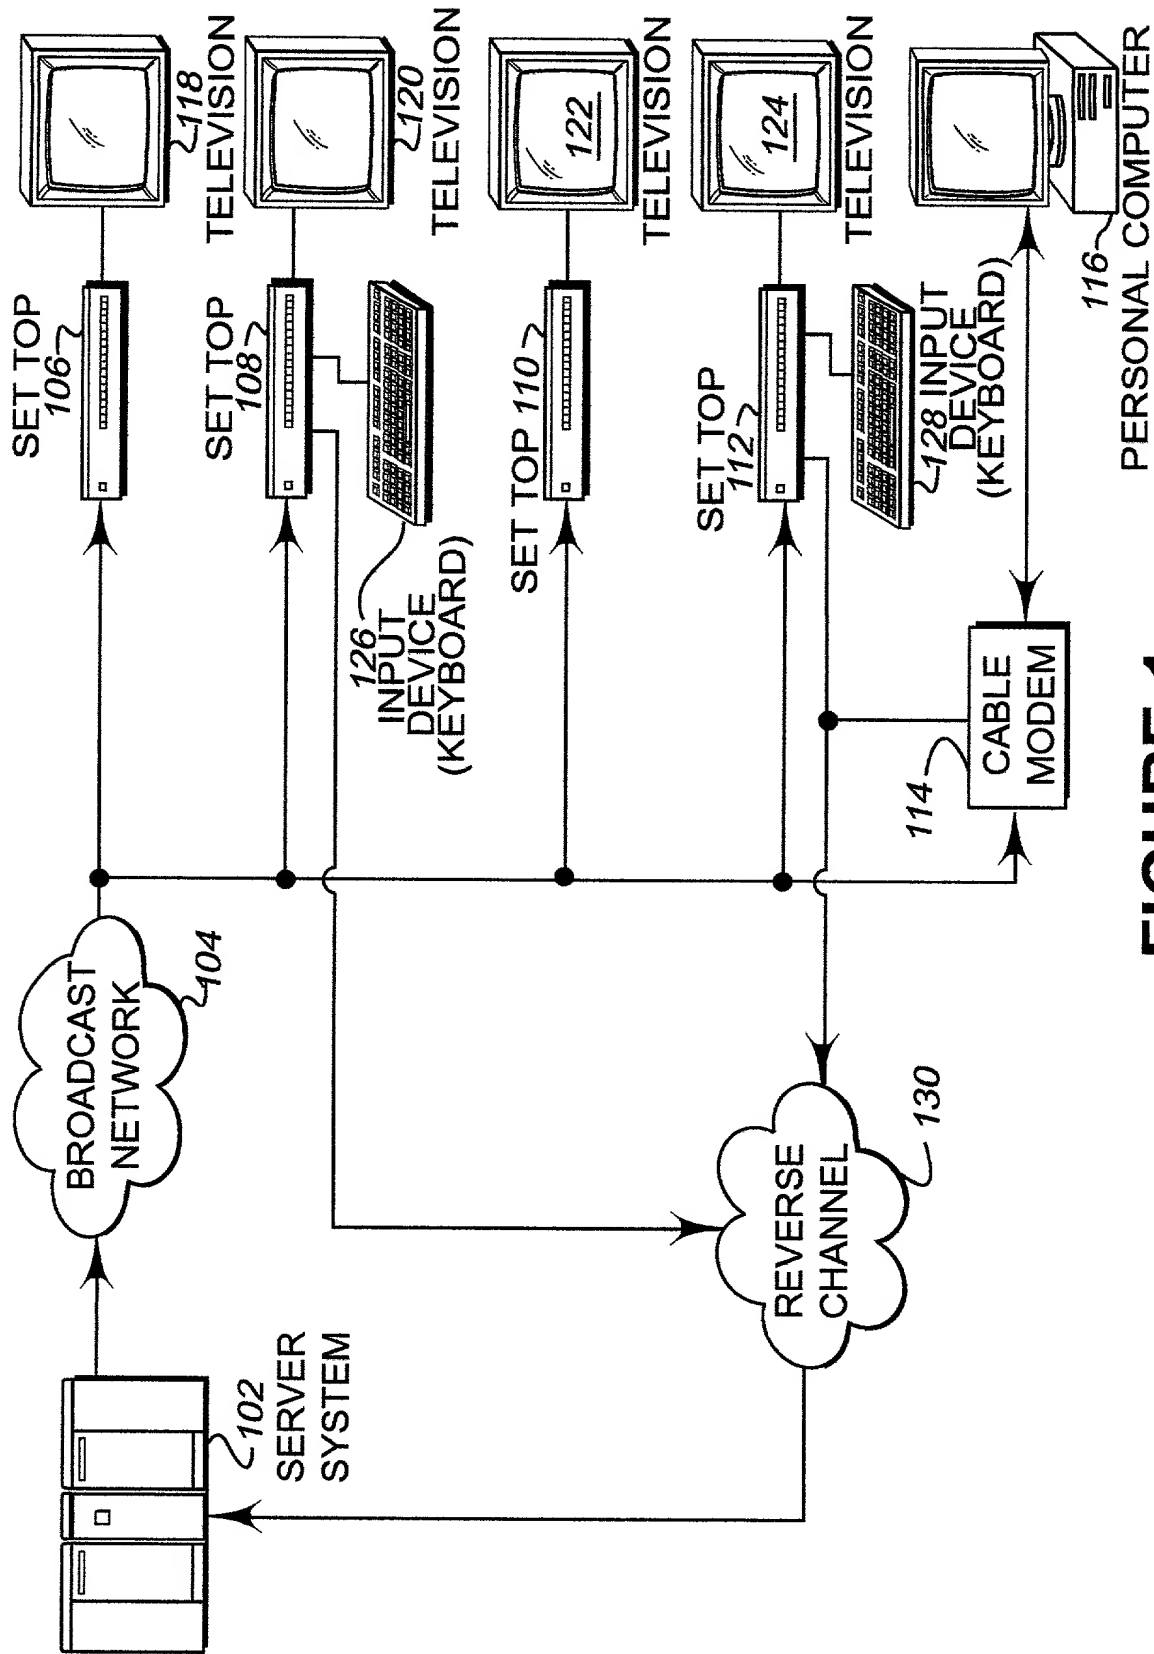 118
TELEVISION
SET TOP
106
120
TELEVISION
SET TOP
108
126
INPUT
DEVICE
(KEYBOARD)
122
TELEVISION
SET TOP 110
124
TELEVISION
SET TOP
112
128 INPUT
DEVICE
(KEYBOARD)
116
PERSONAL COMPUTER
CABLE
MODEM
114
BROADCAST
NETWORK
104
REVERSE
CHANNEL
130
102
SERVER
SYSTEM
FIGURE 1